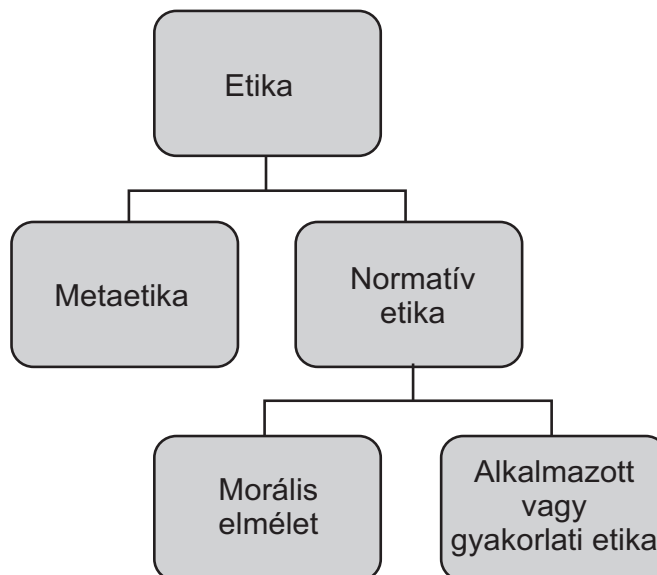 Etika
Metaetika
Normatív
etika
Morális
elmélet
Alkalmazott
vagy
gyakorlati etika